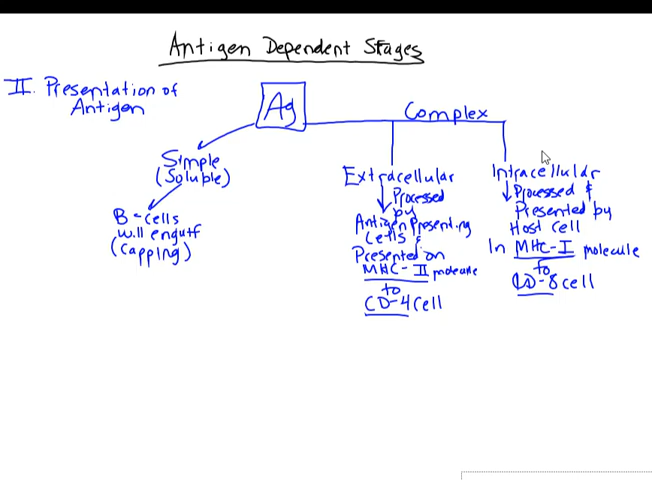 Antigen Dependent Stages
II. Presentation of
Antigen
Ag
Complex
Simple
(Soluble)
B-cells
will engulf
(Capping)
Extracellular
Processed
by
Antigen Presenting
Cells &
Presented on
MHC-II molecule
to
CD-4 Cell
Intracellular
Processed &
Presented by
Host Cell
In MHC-I molecule
to
CD-8 cell